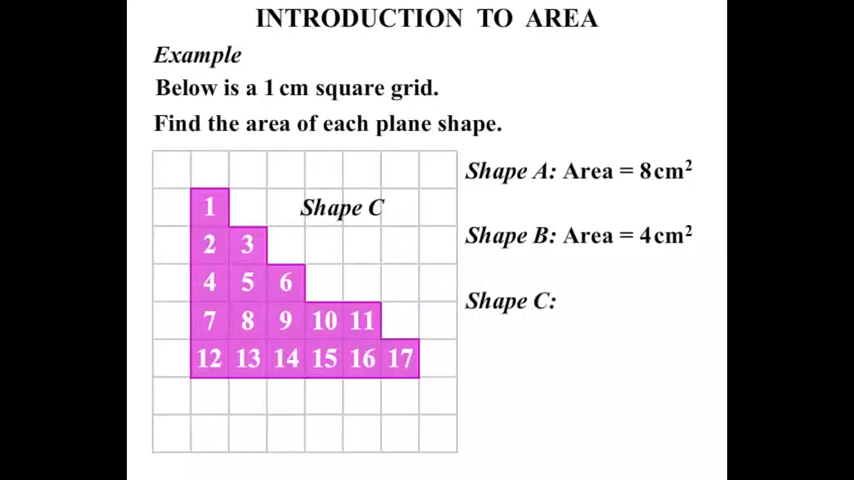 INTRODUCTION TO AREA
Example
Below is a 1 cm square grid.
Find the area of each plane shape.
Shape A: Area = 8cm²
Shape B: Area = 4cm²
Shape C:
Shape C
1
2 3
4 5 6
7 8 9 10 11
12 13 14 15 16 17